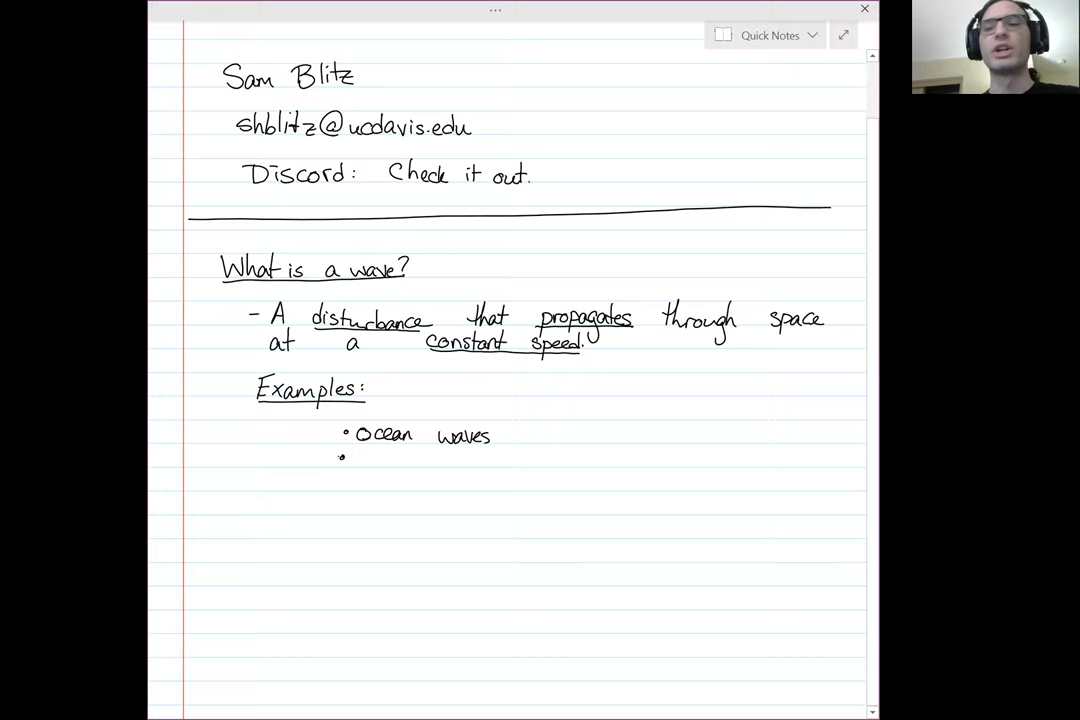 Quick Notes
Sam Blitz
shblitz@ucdavis.edu
Discord: Check it out.
What is a wave?
- A disturbance that propagates through space
at a constant speed.
Examples:
• Ocean waves
•